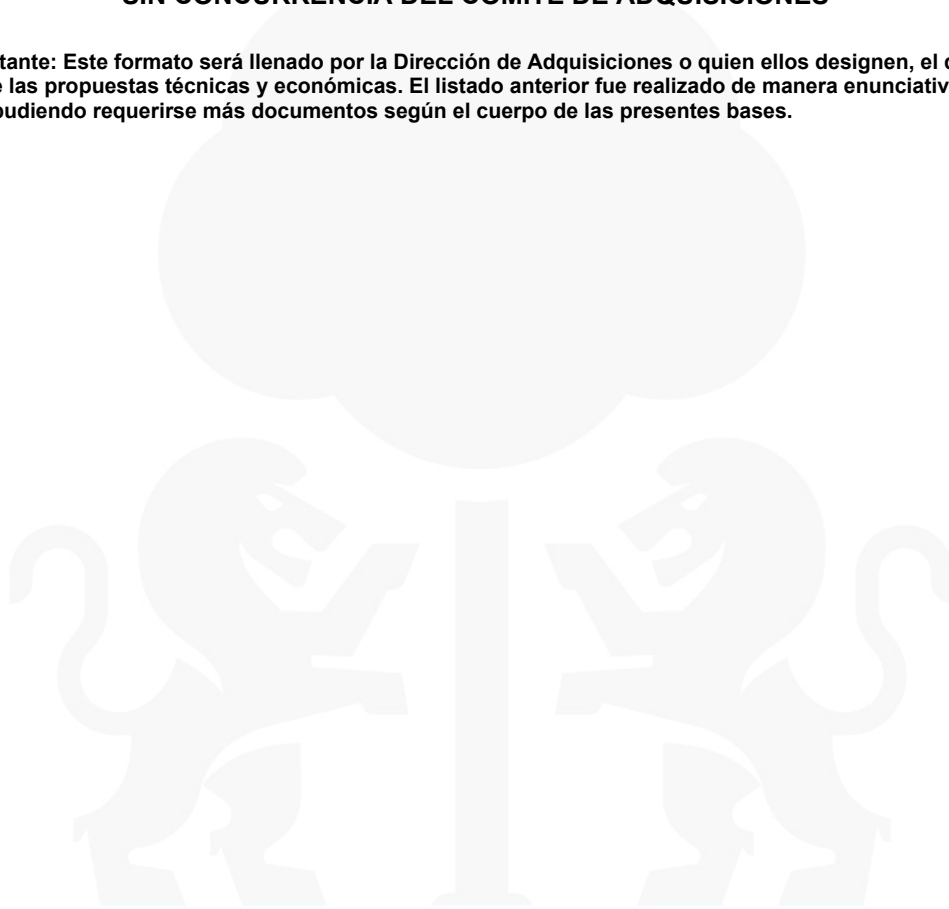 SIN CONCURRENCIA DEL COMITÉ DE ADQUISICIONES
tante: Este formato será llenado por la Dirección de Adquisiciones o quien ellos designen, el
las propuestas técnicas y económicas. El listado anterior fue realizado de manera enunciativ
pudiendo requerirse más documentos según el cuerpo de las presentes bases.